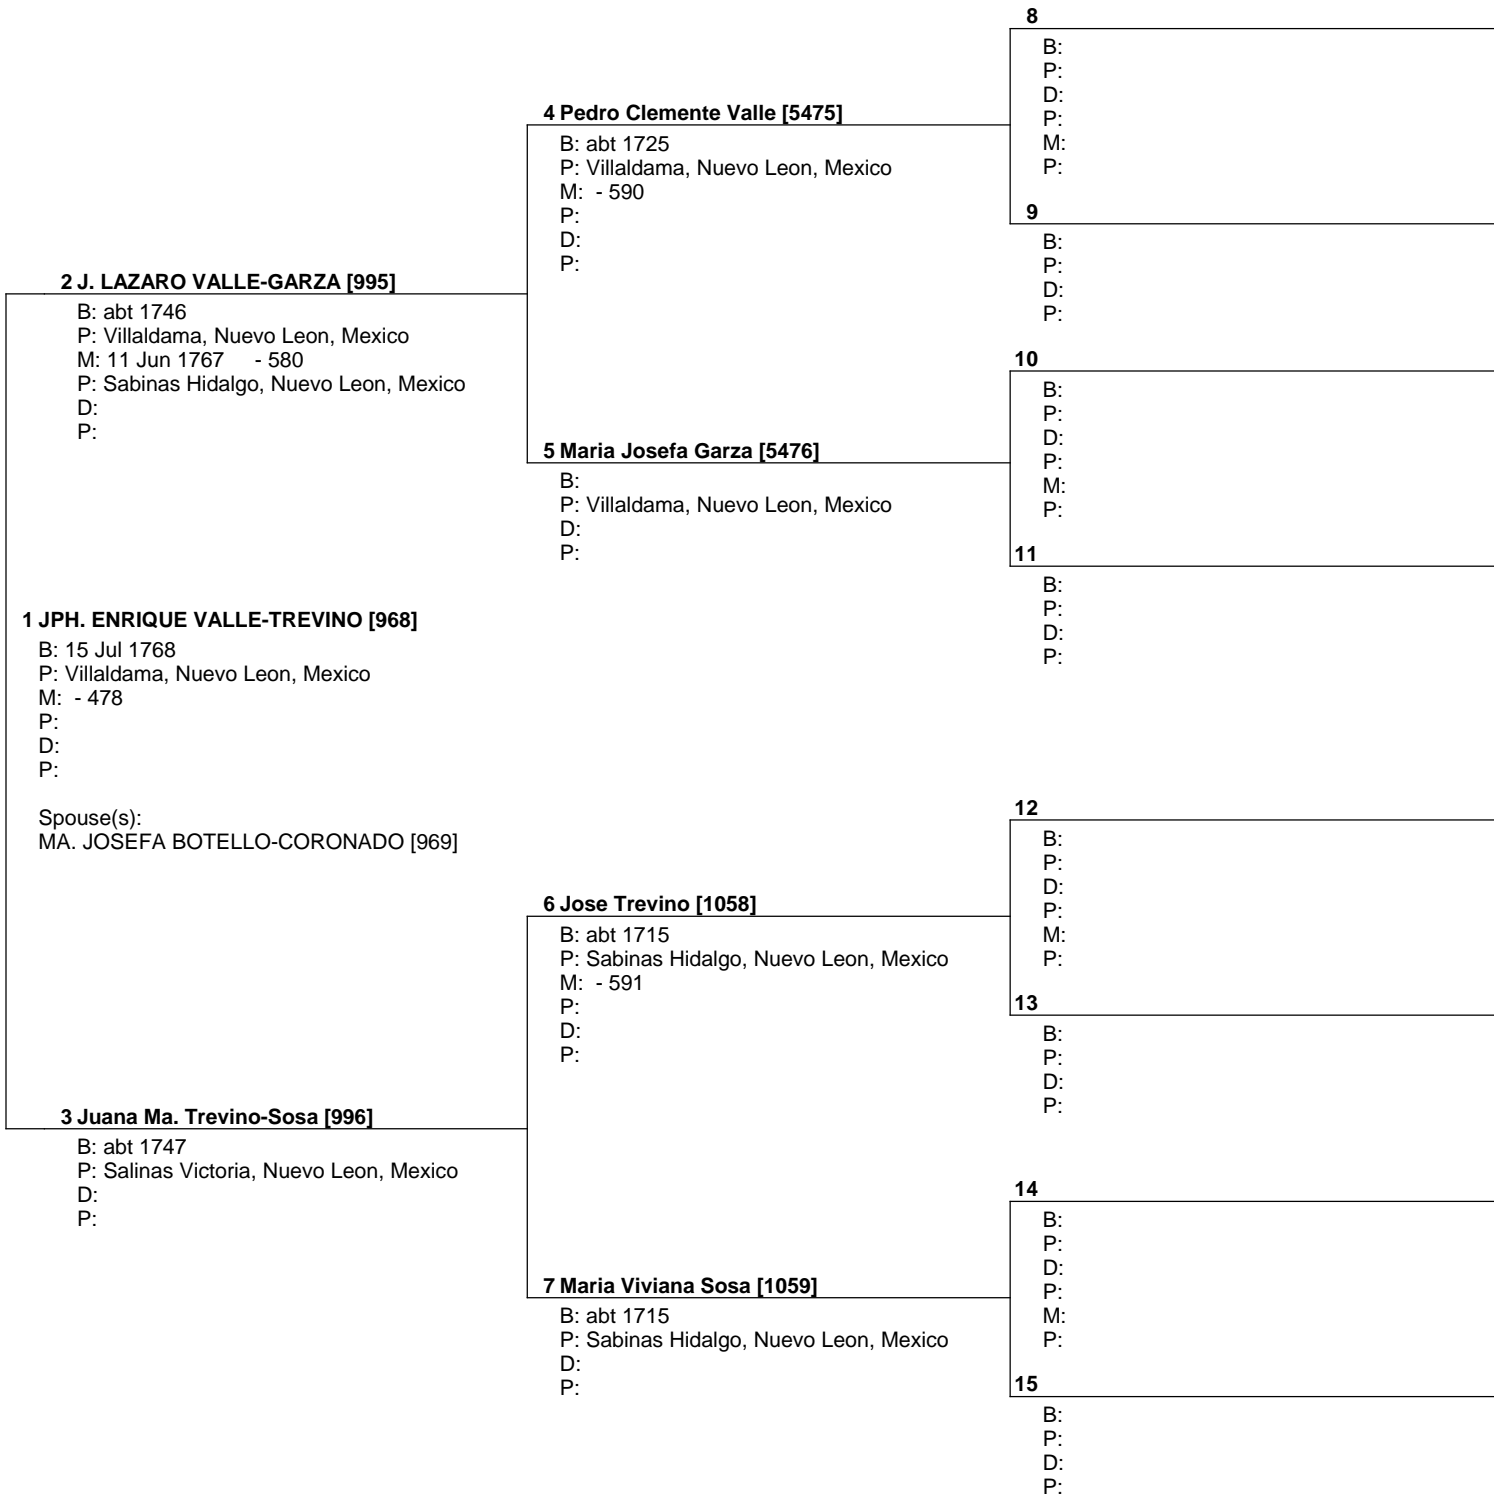 8
B:
P:
D:
P:
M:
P:
4 Pedro Clemente Valle [5475]
B: abt 1725
P: Villaldama, Nuevo Leon, Mexico
M:  - 590
P:
D:
P:
9
B:
P:
D:
P:
2 J. LAZARO VALLE-GARZA [995]
B: abt 1746
P: Villaldama, Nuevo Leon, Mexico
M: 11 Jun 1767     - 580
P: Sabinas Hidalgo, Nuevo Leon, Mexico
D:
P:
10
B:
P:
D:
P:
M:
P:
5 Maria Josefa Garza [5476]
B:
P: Villaldama, Nuevo Leon, Mexico
D:
P:
11
B:
P:
D:
P:
1 JPH. ENRIQUE VALLE-TREVINO [968]
B: 15 Jul 1768
P: Villaldama, Nuevo Leon, Mexico
M:  - 478
P:
D:
P:
Spouse(s):
MA. JOSEFA BOTELLO-CORONADO [969]
12
B:
P:
D:
P:
M:
P:
6 Jose Trevino [1058]
B: abt 1715
P: Sabinas Hidalgo, Nuevo Leon, Mexico
M:  - 591
P:
D:
P:
13
B:
P:
D:
P:
3 Juana Ma. Trevino-Sosa [996]
B: abt 1747
P: Salinas Victoria, Nuevo Leon, Mexico
D:
P:
14
B:
P:
D:
P:
M:
P:
7 Maria Viviana Sosa [1059]
B: abt 1715
P: Sabinas Hidalgo, Nuevo Leon, Mexico
D:
P:
15
B:
P:
D:
P: